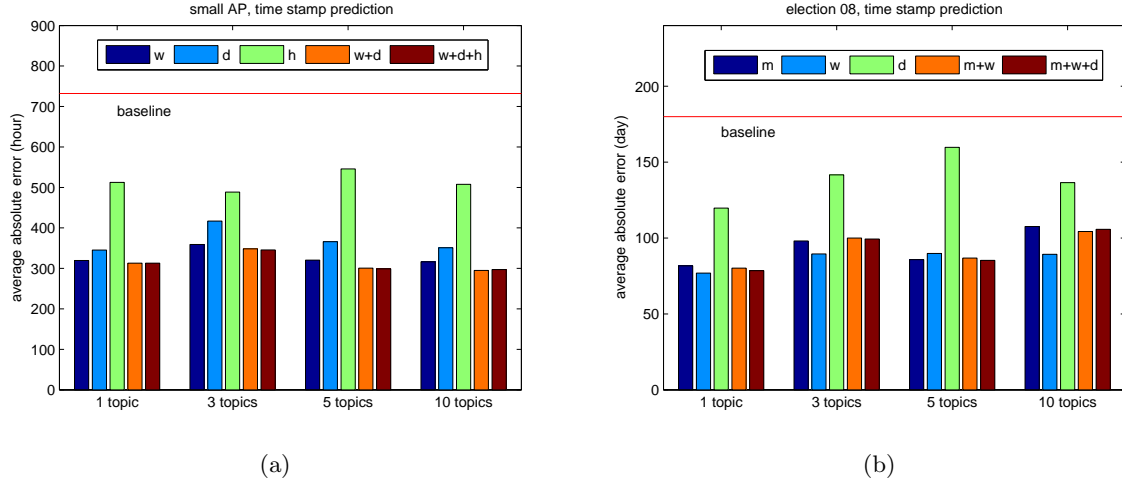 small AP, time stamp prediction
900
800
700
600
500
400
300
200
100
0
average absolute error (hour)
w d h w+d w+d+h
baseline
1 topic 3 topics 5 topics 10 topics
(a)
election 08, time stamp prediction
200
150
100
50
0
average absolute error (day)
m w d m+w m+w+d
baseline
1 topic 3 topics 5 topics 10 topics
(b)